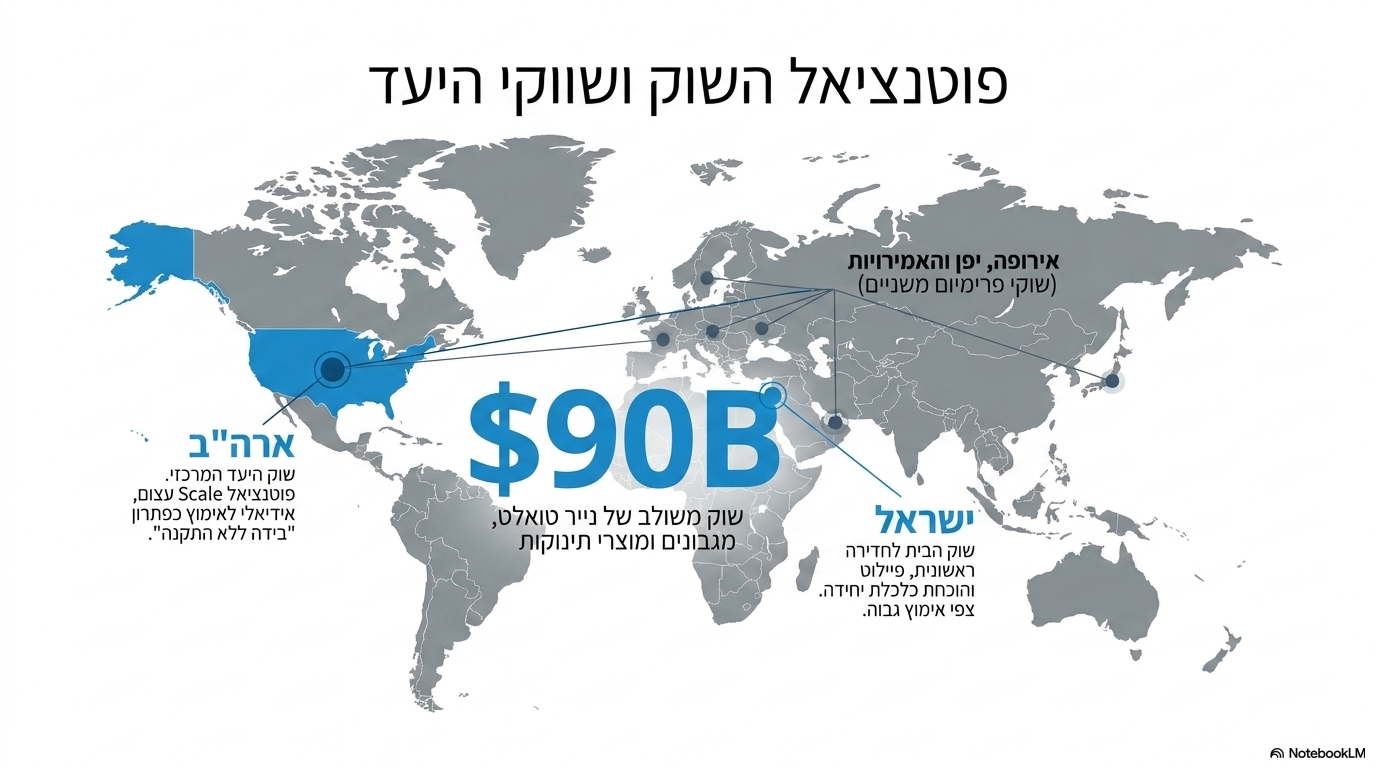 פוטנציאל השוק ושווקי היעד
אירופה, יפן והאמירויות
(שוקי פרימיום משניים)
$90B
שוק משולב של נייר טואלט,
מגבונים ומוצרי תינוקות
ארה"ב
שוק היעד המרכזי.
פוטנציאל Scale עצום,
אידיאלי לאימוץ כפתרון
"בידה ללא התקנה".
ישראל
שוק הבית לחדירה
ראשונית, פיילוט
והוכחת כלכלת יחידה.
צפי אימוץ גבוה.
NotebookLM